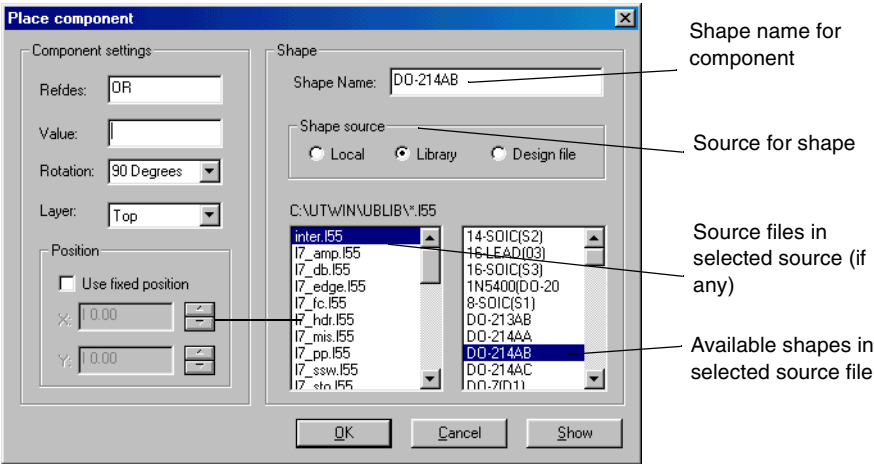 Place component
Component settings
Refdes:
OR
Value:
Rotation:
90 Degrees
Layer:
Top
Position
Use fixed position
X:
I 0.00
Y:
I 0.00
Shape
Shape Name:
DO-214AB
Shape source
Local
Library
Design file
C:\UTWIN\UBLIB\*.l55
inter.l55
l7_amp.l55
l7_db.l55
l7_edge.l55
l7_fc.l55
l7_hdr.l55
l7_mis.l55
l7_pp.l55
l7_ssw.l55
l7_sto.l55
14-SOIC(S2)
16-LEAD(03)
16-SOIC(S3)
1N5400(DO-20
8-SOIC(S1)
DO-213AB
DO-214AA
DO-214AB
DO-214AC
DO-7(D1)
OK
Cancel
Show
Shape name for
component
Source for shape
Source files in
selected source (if
any)
Available shapes in
selected source file